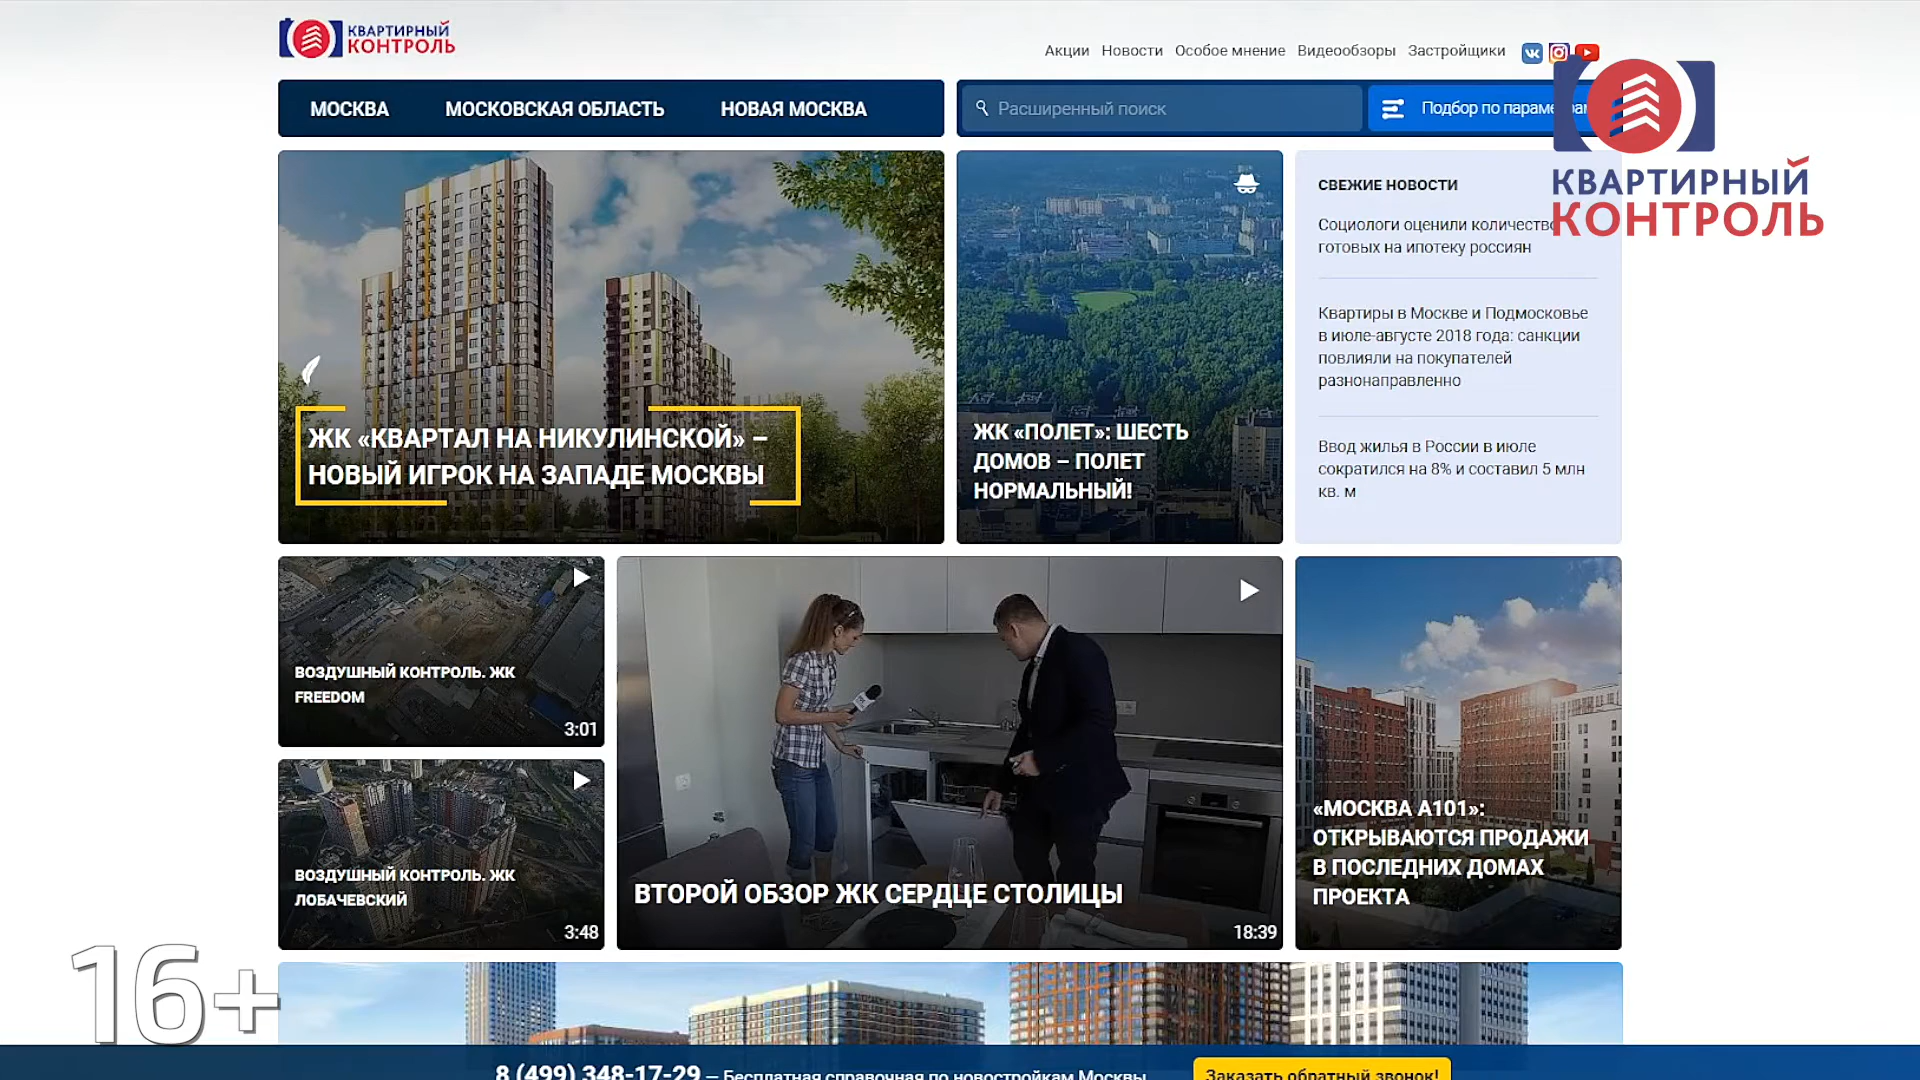 КВАРТИРНЫЙ
КОНТРОЛЬ
Акции Новости Особое мнение Видеообзоры Застройщики
МОСКВА МОСКОВСКАЯ ОБЛАСТЬ НОВАЯ МОСКВА
Расширенный поиск
Подбор по
КВАРТИРНЫЙ
КОНТРОЛЬ
ЖК «КВАРТАЛ НА НИКУЛИНСКОЙ» –
НОВЫЙ ИГРОК НА ЗАПАДЕ МОСКВЫ
ЖК «ПОЛЕТ»: ШЕСТЬ
ДОМОВ – ПОЛЕТ
НОРМАЛЬНЫЙ!
СВЕЖИЕ НОВОСТИ
Социологи оценили количество
готовых на ипотеку россиян
Квартиры в Москве и Подмосковье
в июле-августе 2018 года: санкции
повлияли на покупателей
разнонаправленно
Ввод жилья в России в июле
сократился на 8% и составил 5 млн
кв. м
ВОЗДУШНЫЙ КОНТРОЛЬ. ЖК
FREEDOM
3:01
ВОЗДУШНЫЙ КОНТРОЛЬ. ЖК
ЛОБАЧЕВСКИЙ
3:48
ВТОРОЙ ОБЗОР ЖК СЕРДЦЕ СТОЛИЦЫ
18:39
«МОСКВА А101»:
ОТКРЫВАЮТСЯ ПРОДАЖИ
В ПОСЛЕДНИХ ДОМАХ
ПРОЕКТА
16+
8 (499) 348-17-29 – Бесплатная справочная по новостройкам Москвы
Заказать обратный звонок!